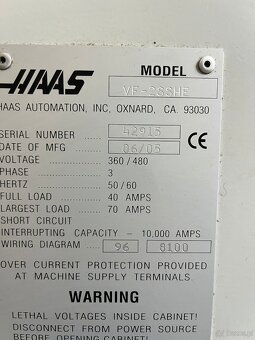 MODEL
HAAS VF-2SSHE
HAAS AUTOMATION, INC, OXNARD, CA. 93030
SERIAL NUMBER 42915
DATE OF MFG 06/05
CE
VOLTAGE 360/480
PHASE 3
HERTZ 50/60
FULL LOAD 40 AMPS
LARGEST LOAD 70 AMPS
SHORT CIRCUIT
INTERRUPTING CAPACITY - 10,000 AMPS
WIRING DIAGRAM 96 8100
OVER CURRENT PROTECTION PROVIDED
AT MACHINE SUPPLY TERMINALS.
WARNING
LETHAL VOLTAGES INSIDE CABINET!
DISCONNECT FROM POWER SOURCE
BEFORE OPENING CABINET!
bazos.pl